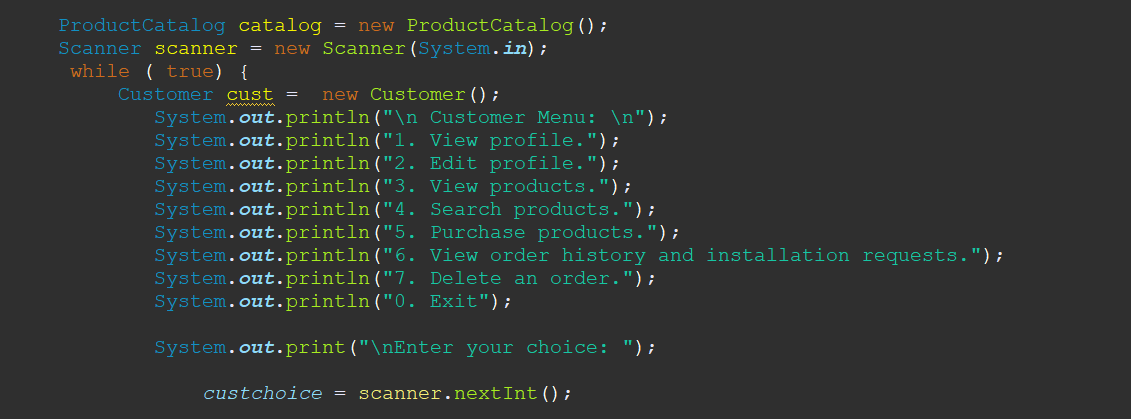 ProductCatalog catalog = new ProductCatalog();
Scanner scanner = new Scanner(System.in);
while ( true) {
Customer cust =  new Customer();
System.out.println("\n Customer Menu: \n");
System.out.println("1. View profile.");
System.out.println("2. Edit profile.");
System.out.println("3. View products.");
System.out.println("4. Search products.");
System.out.println("5. Purchase products.");
System.out.println("6. View order history and installation requests.");
System.out.println("7. Delete an order.");
System.out.println("0. Exit");
System.out.print("\nEnter your choice: ");
custchoice = scanner.nextInt();